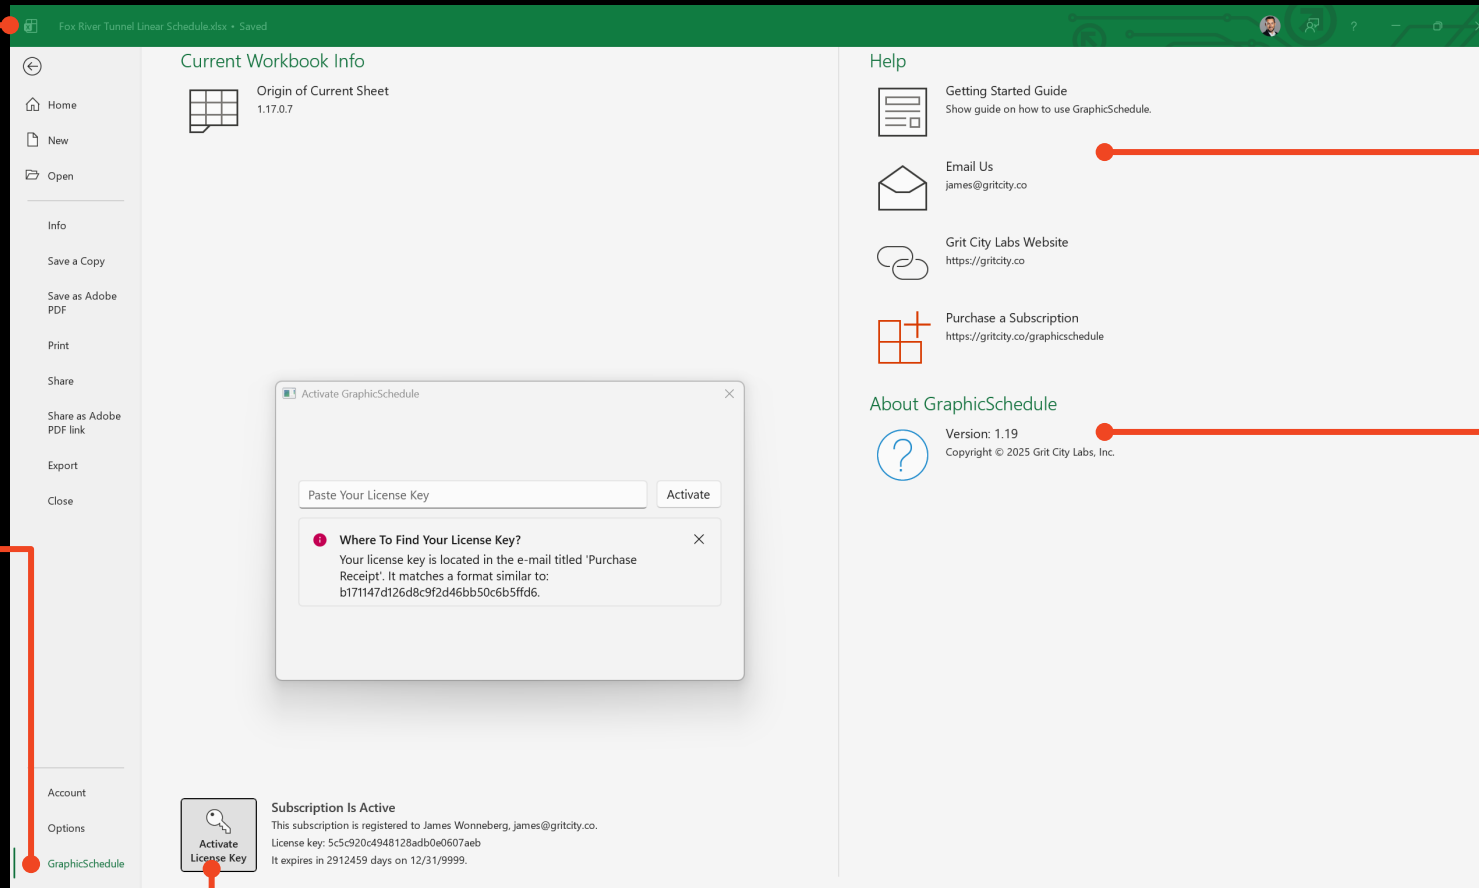 Fox River Tunnel Linear Schedule.xlsx • Saved
?
Home
New
Open
Info
Save a Copy
Save as Adobe
PDF
Print
Share
Share as Adobe
PDF link
Export
Close
Account
Options
GraphicSchedule
Current Workbook Info
Origin of Current Sheet
1.17.0.7
Activate GraphicSchedule
Paste Your License Key
Activate
Where To Find Your License Key?
Your license key is located in the e-mail titled 'Purchase
Receipt'. It matches a format similar to:
b171147d126d8c9f2d46bb50c6b5ffd6.
Activate
License Key
Subscription Is Active
This subscription is registered to James Wonneberg, james@gritcity.co.
License key: 5c5c920c4948128adb0e0607aeb
It expires in 2912459 days on 12/31/9999.
Help
Getting Started Guide
Show guide on how to use GraphicSchedule.
Email Us
james@gritcity.co
Grit City Labs Website
https://gritcity.co
Purchase a Subscription
https://gritcity.co/graphicschedule
About GraphicSchedule
Version: 1.19
Copyright © 2025 Grit City Labs, Inc.